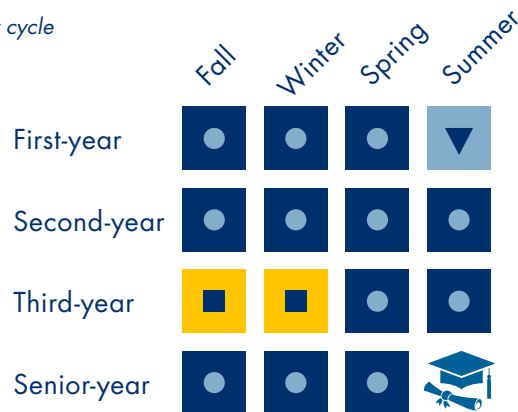 cycle
Fall Winter Spring Summer
First-year
Second-year
Third-year
Senior-year